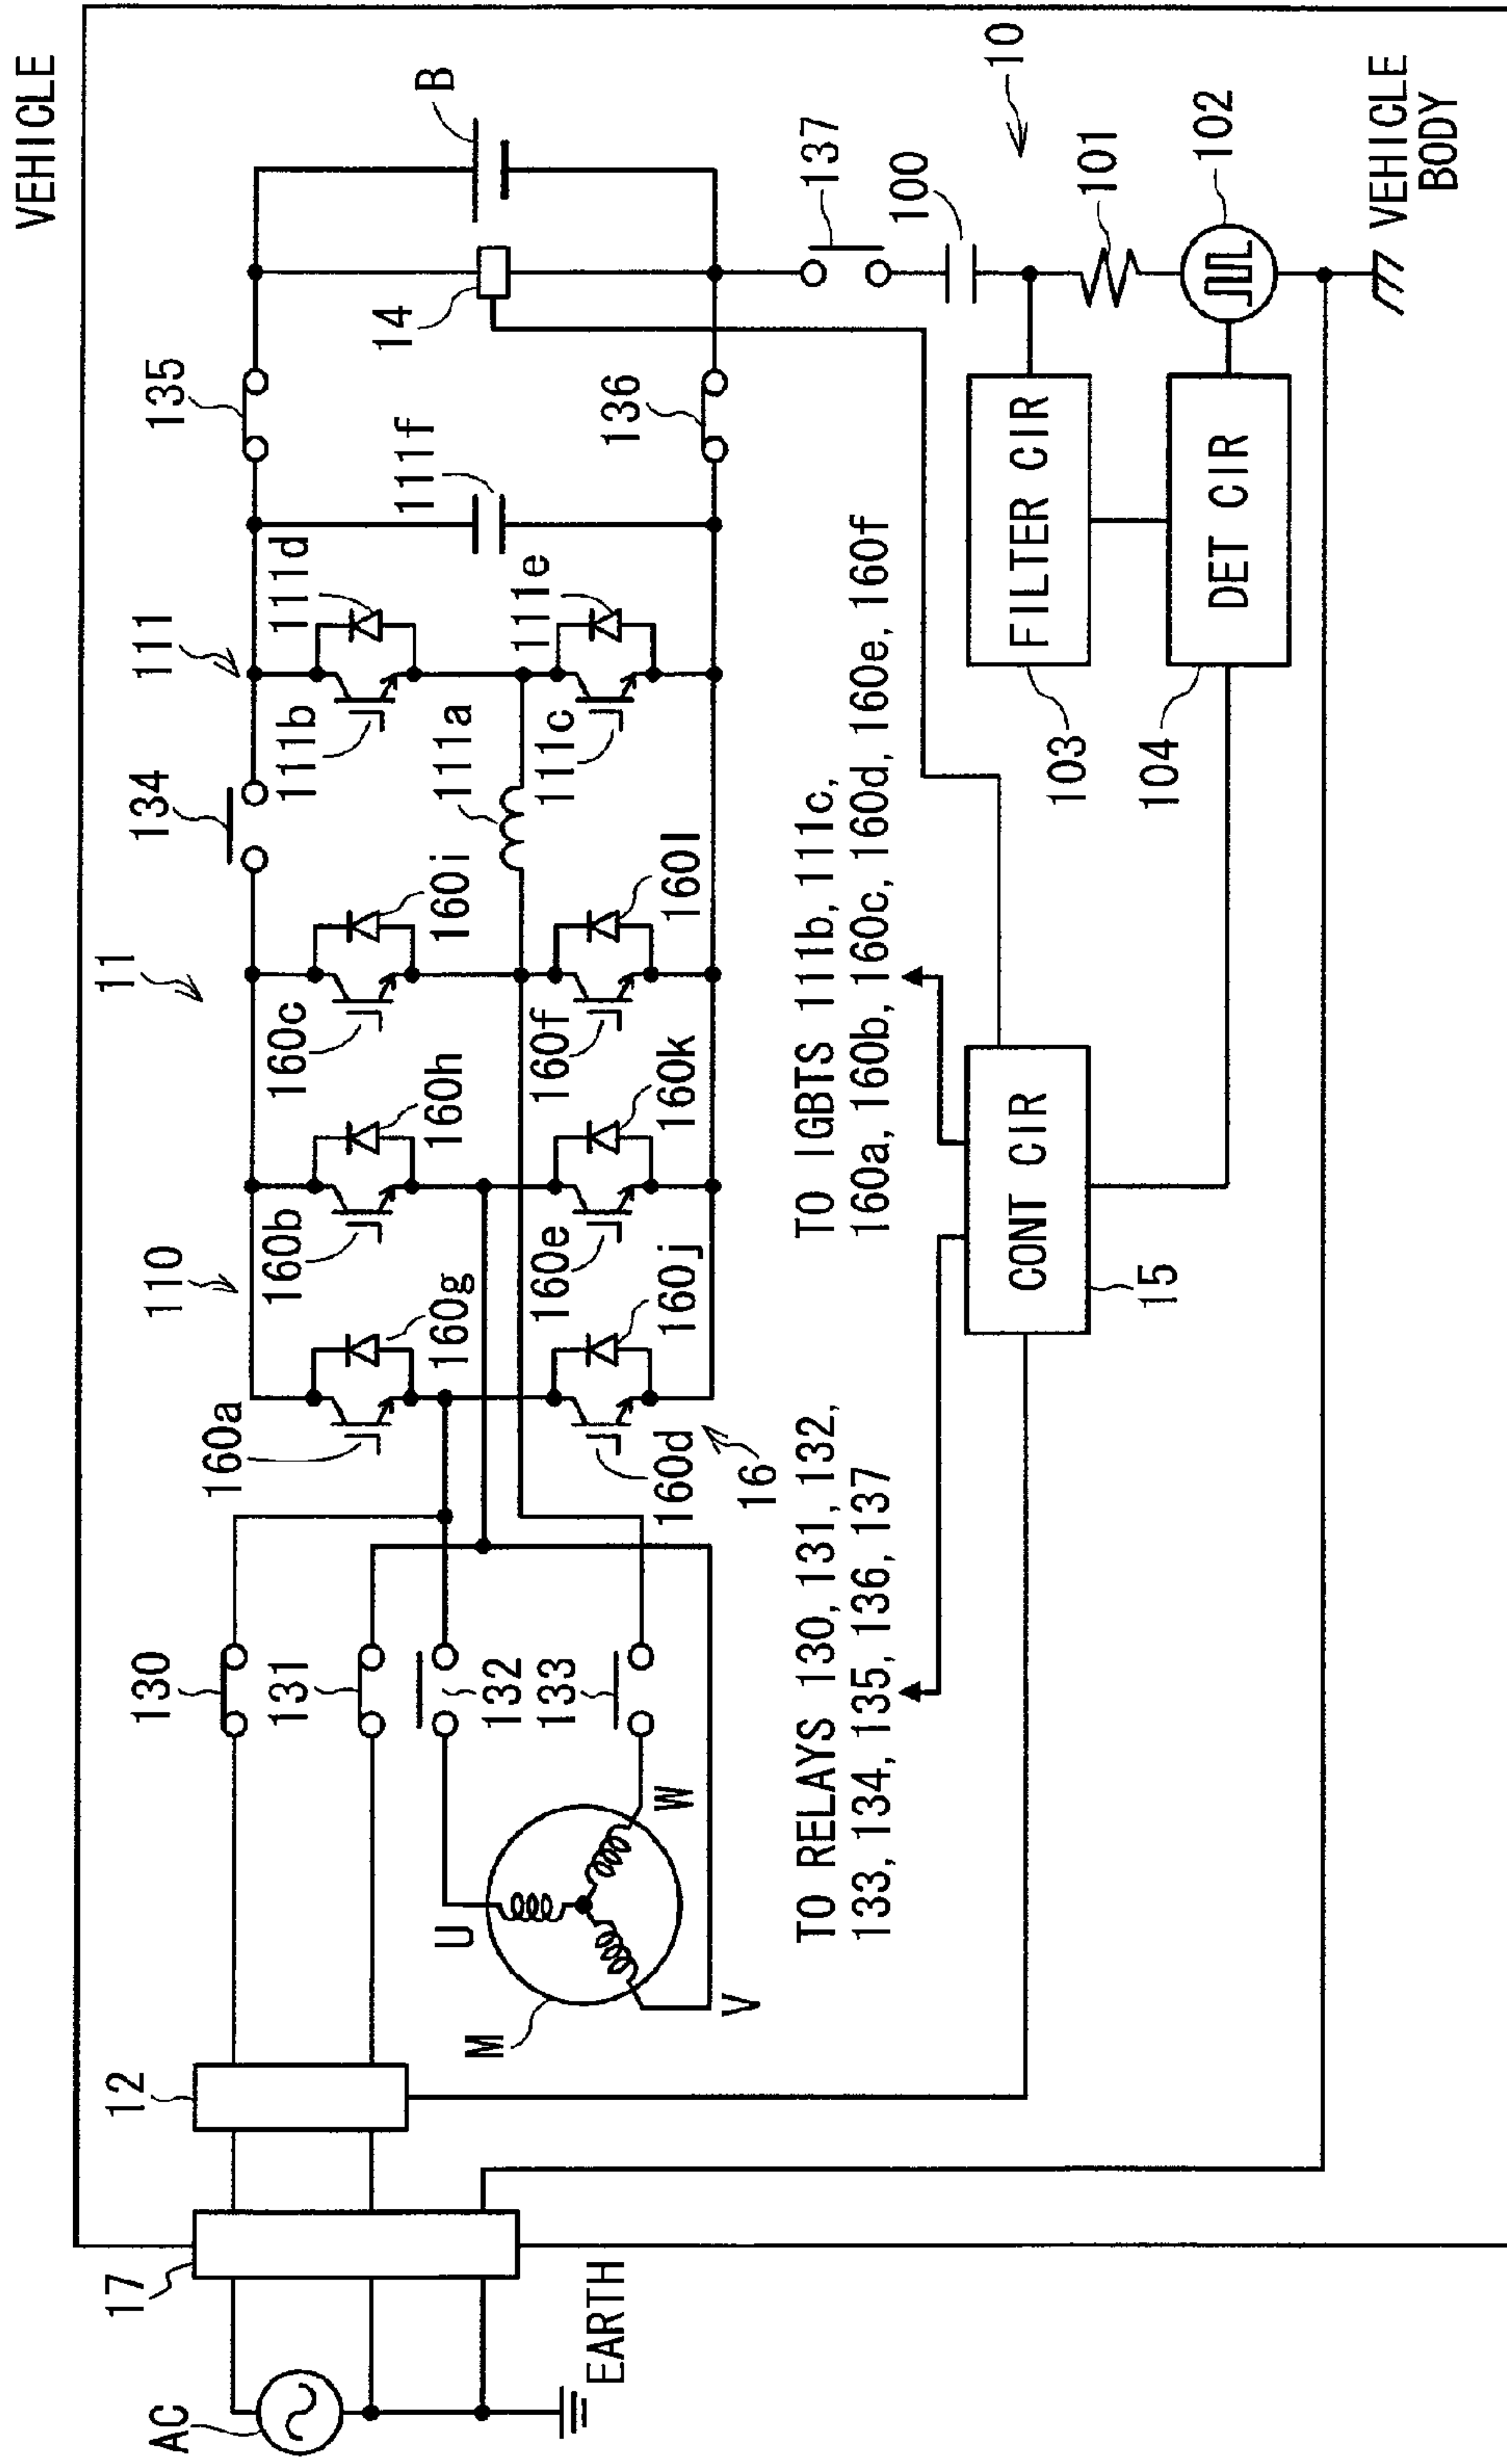 VEHICLE
AC
17
12
130
131
132
133
M
U
V
W
EARTH
11
110
111
134
135
136
160a
160b
160c
160d
160e
160f
160g
160h
160i
160j
160k
160l
16
111a
111b
111c
111d
111e
111f
14
B
137
100
10
101
102
VEHICLE
BODY
FILTER CIR
103
DET CIR
104
CONT CIR
15
TO RELAYS 130, 131, 132,
133, 134, 135, 136, 137
TO IGBTS 111b, 111c,
160a, 160b, 160c, 160d, 160e, 160f